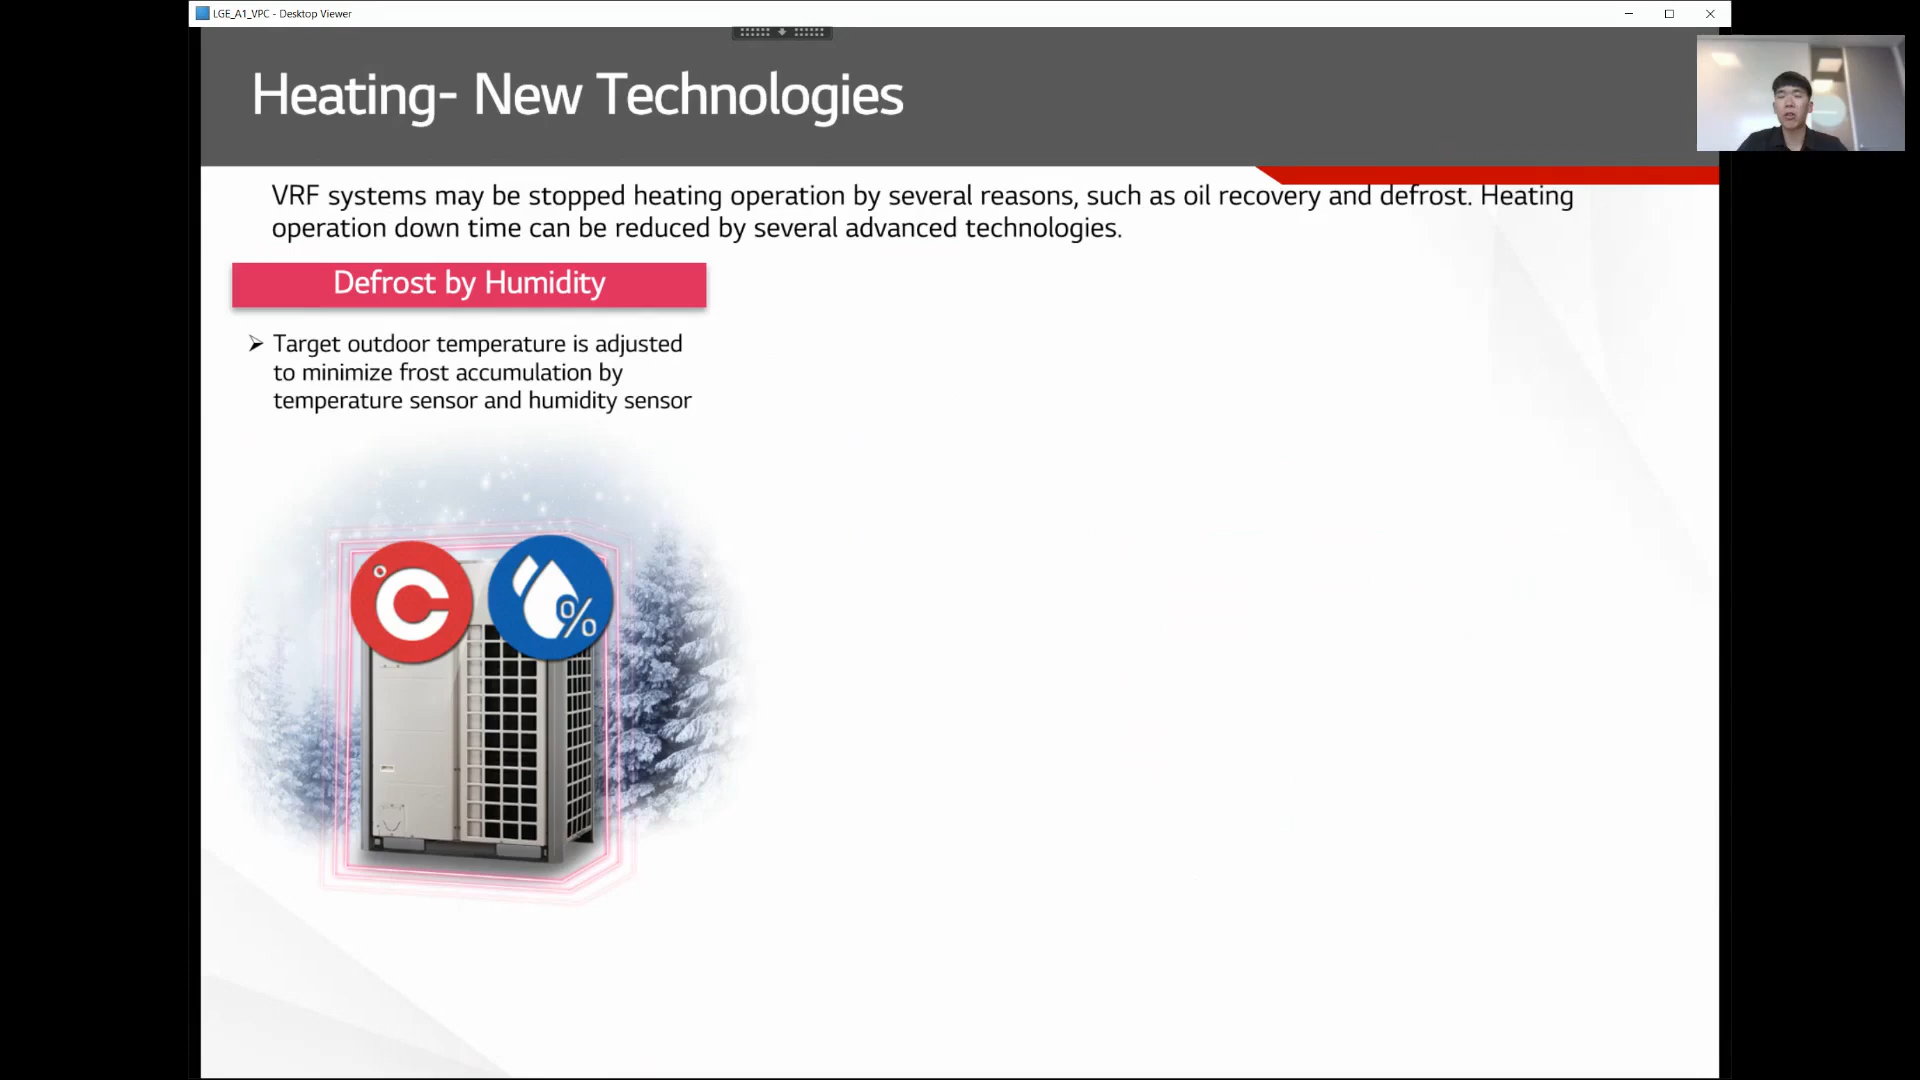 LGE_A1_VPC - Desktop Viewer
Heating- New Technologies
VRF systems may be stopped heating operation by several reasons, such as oil recovery and defrost. Heating
operation down time can be reduced by several advanced technologies.
Defrost by Humidity
➢ Target outdoor temperature is adjusted
to minimize frost accumulation by
temperature sensor and humidity sensor
°C
%